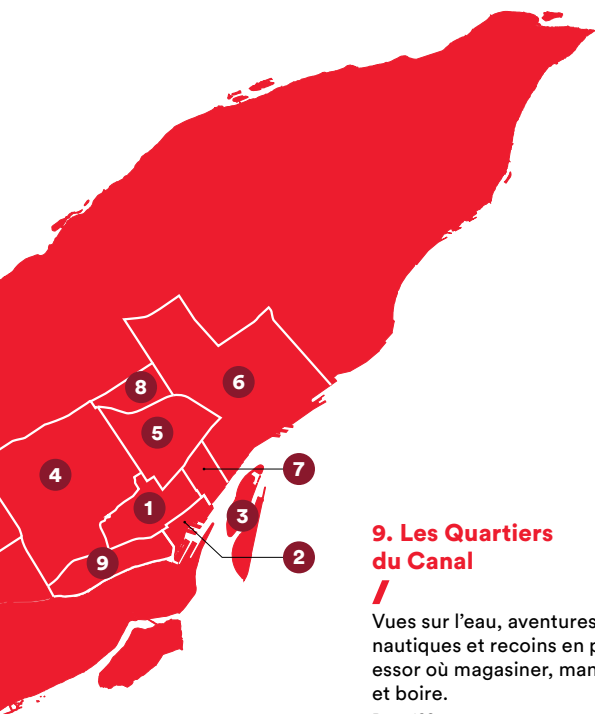 8
6
5
7
4
1
3
9
2
9. Les Quartiers
du Canal
Vues sur l’eau, aventures
nautiques et recoins en
essor où magasiner,
et boire.